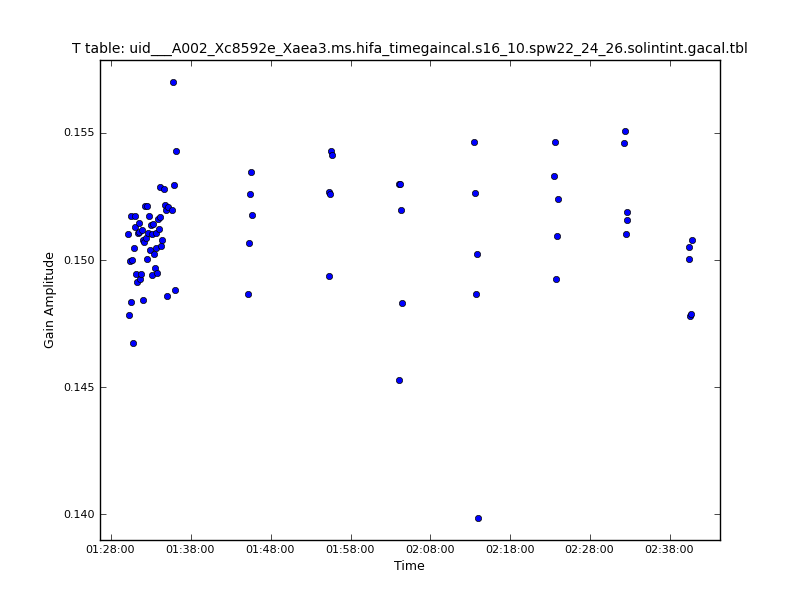 T table: uid___A002_Xc8592e_Xaea3.ms.hifa_timegaincal.s16_10.spw22_24_26.solintint.gacal.tbl
0.155
0.150
0.145
0.140
Gain Amplitude
01:28:00 01:38:00 01:48:00 01:58:00 02:08:00 02:18:00 02:28:00 02:38:00
Time